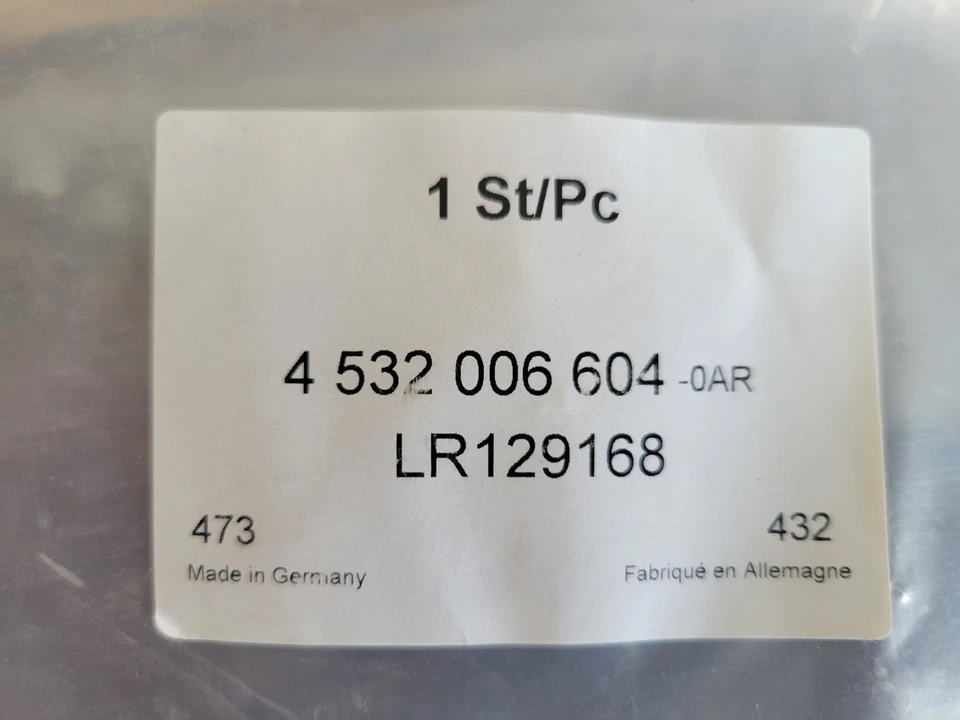 1 St/Pc
4 532 006 604 -0AR
LR129168
473 432
Made in Germany Fabriqué en Allemagne